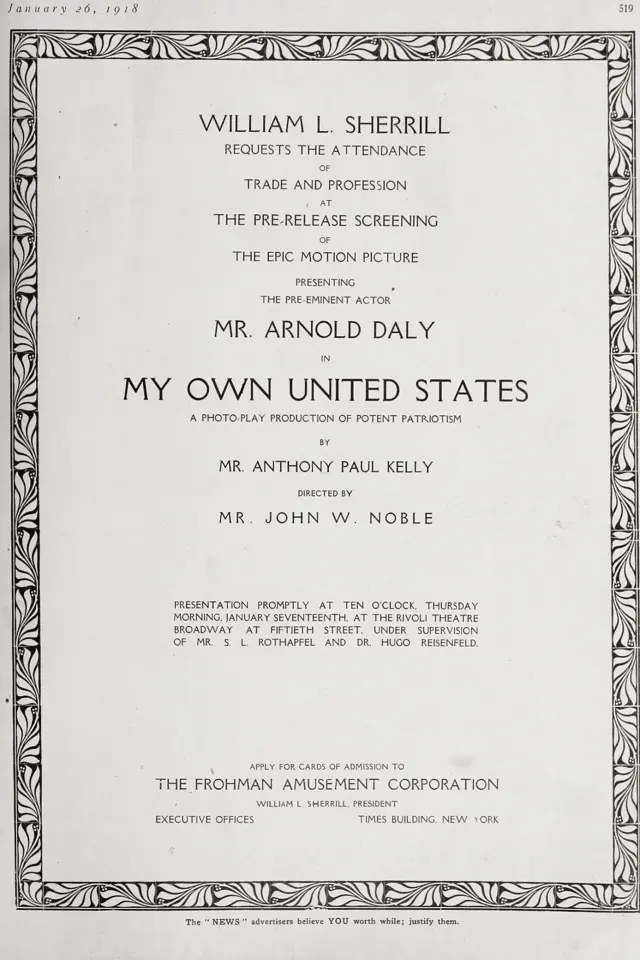 January 26, 1918
519
WILLIAM L. SHERRILL
REQUESTS THE ATTENDANCE
OF
TRADE AND PROFESSION
AT
THE PRE-RELEASE SCREENING
OF
THE EPIC MOTION PICTURE
PRESENTING
THE PRE-EMINENT ACTOR
MR. ARNOLD DALY
IN
MY OWN UNITED STATES
A PHOTO-PLAY PRODUCTION OF POTENT PATRIOTISM
BY
MR. ANTHONY PAUL KELLY
DIRECTED BY
MR. JOHN W. NOBLE
PRESENTATION PROMPTLY AT TEN O'CLOCK, THURSDAY
MORNING, JANUARY SEVENTEENTH, AT THE RIVOLI THEATRE
BROADWAY AT FIFTIETH STREET, UNDER SUPERVISION
OF MR. S. L. ROTHAPFEL AND DR. HUGO REISENFELD.
APPLY FOR CARDS OF ADMISSION TO
THE FROHMAN AMUSEMENT CORPORATION
WILLIAM L. SHERRILL, PRESIDENT
EXECUTIVE OFFICES TIMES BUILDING, NEW YORK
The "NEWS" advertisers believe YOU worth while; justify them.